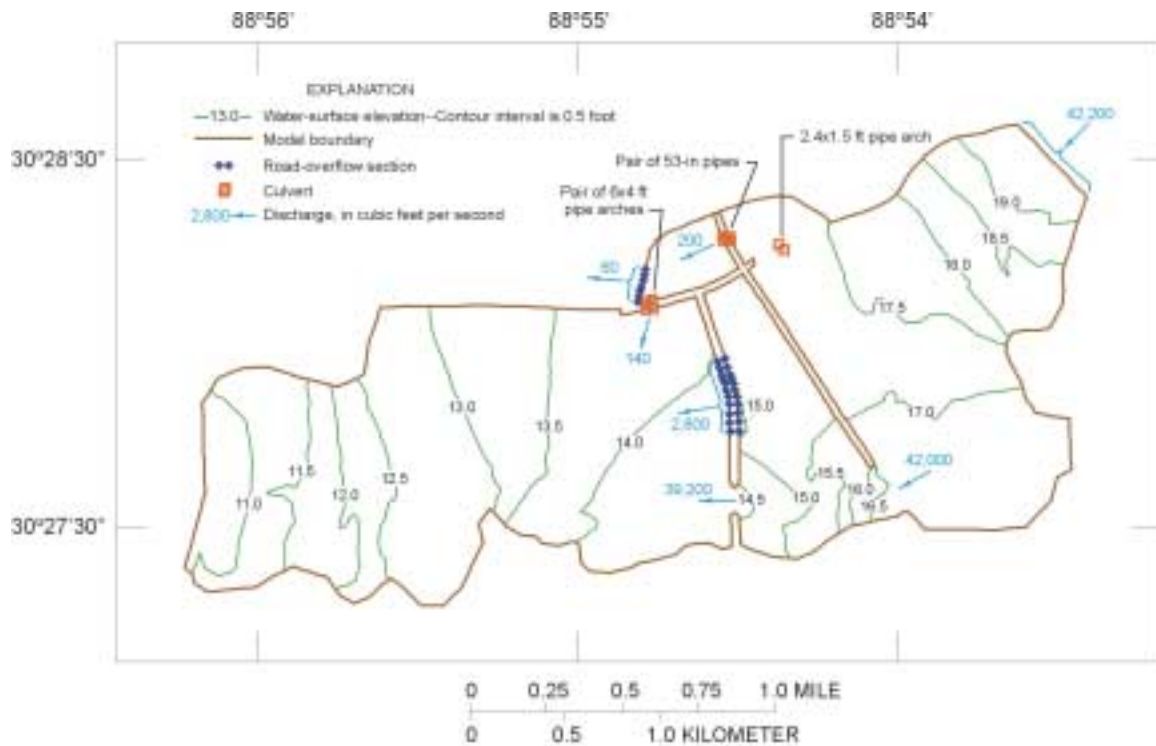 88°56' 88°55' 88°54'
EXPLANATION
13.0 Water-surface elevation--Contour interval is 0.5 foot
Model boundary
Road-overflow section
Culvert
2,800 Discharge, in cubic feet per second
42,200
2.4x1.5 ft pipe arch
30°28'30"
Pair of 53-in pipes
Pair of 6x4 ft
pipe arches
19.0
18.5
18.0
17.5
200
60
140
13.0
13.5
14.0
15.0
2,800
17.0
11.0
11.5
12.0
12.5
39,200
14.5
15.0
15.5
16.0
16.5
42,000
30°27'30"
0 0.25 0.5 0.75 1.0 MILE
0 0.5 1.0 KILOMETER